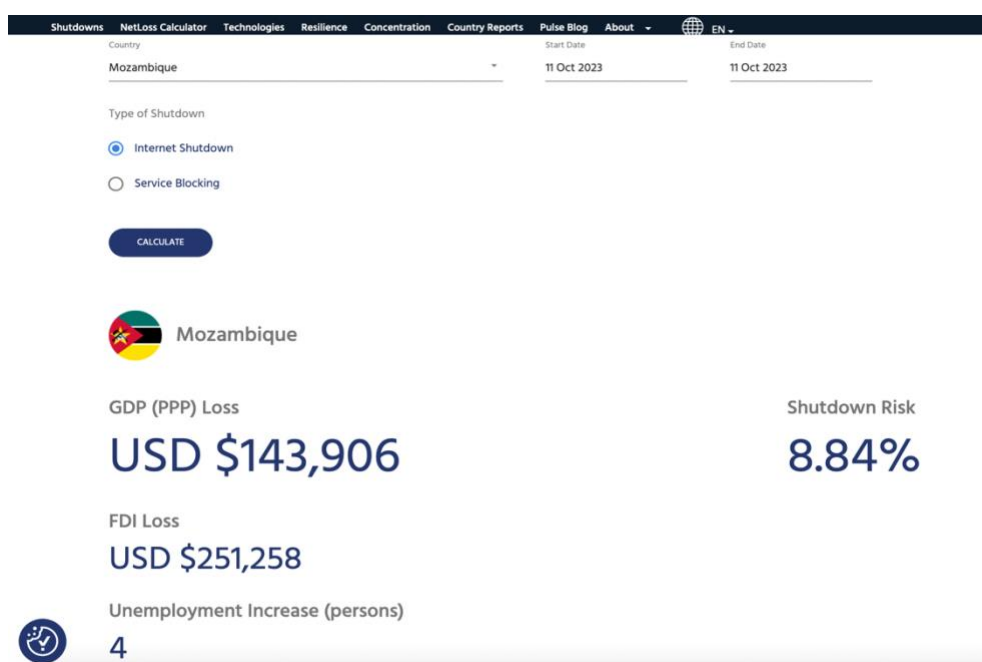 Shutdowns NetLoss Calculator Technologies Resilience Concentration Country Reports Pulse Blog About EN
Country Start Date End Date
Mozambique 11 Oct 2023 11 Oct 2023
Type of Shutdown
Internet Shutdown
Service Blocking
CALCULATE
Mozambique
GDP (PPP) Loss Shutdown Risk
USD $143,906 8.84%
FDI Loss
USD $251,258
Unemployment Increase (persons)
4